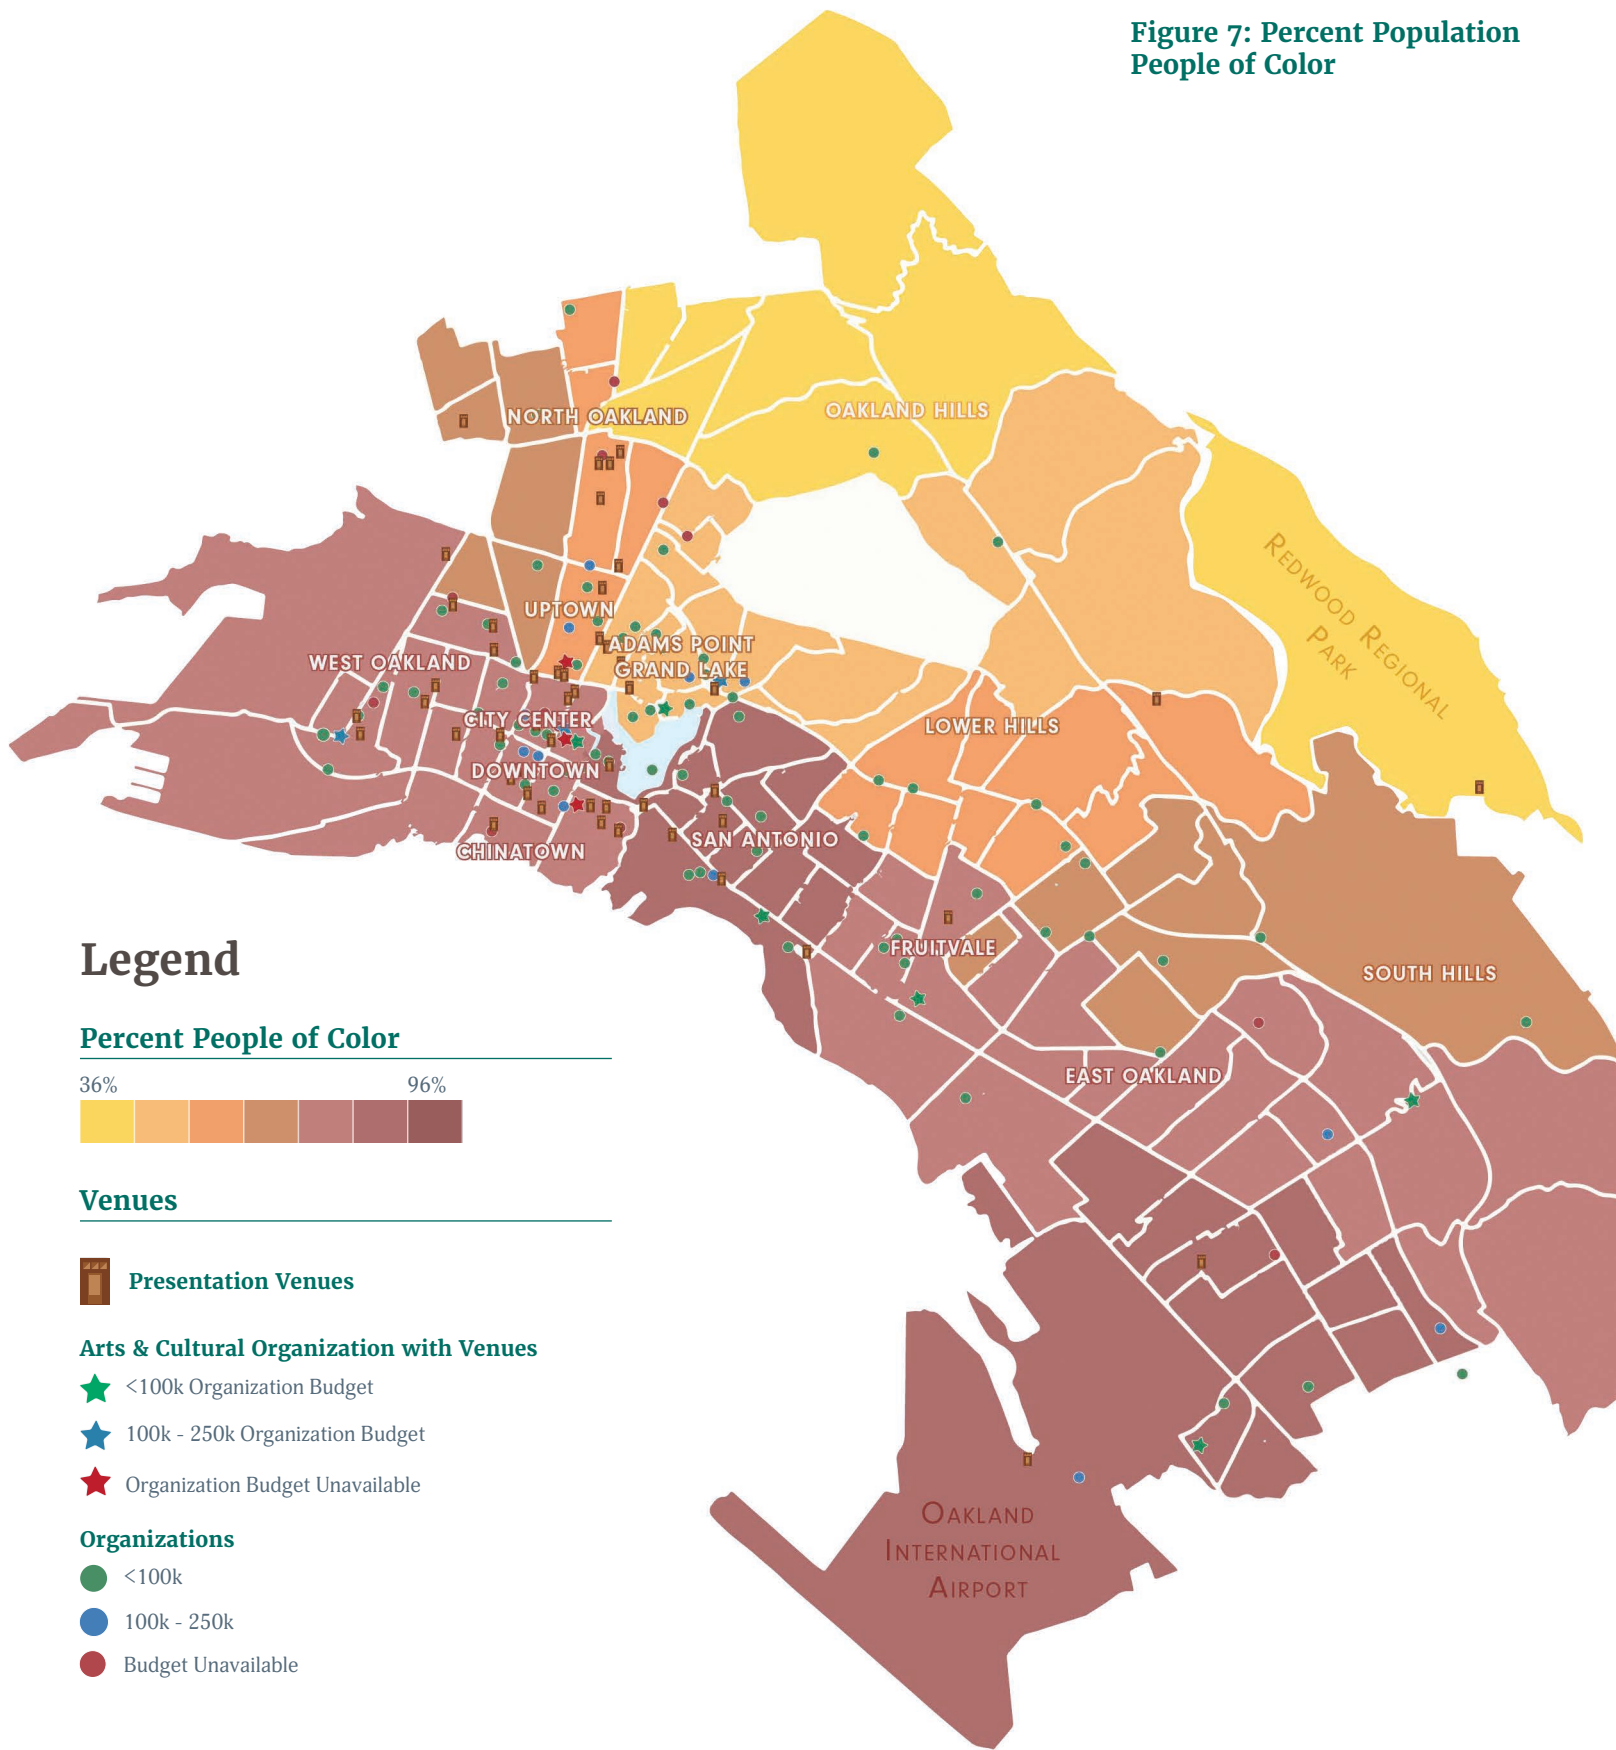 Figure 7: Percent Population
People of Color
NORTH OAKLAND
OAKLAND HILLS
REDWOOD REGIONAL
PARK
UPTOWN
ADAMS POINT
GRAND LAKE
WEST OAKLAND
CITY CENTER
LOWER HILLS
DOWNTOWN
SAN ANTONIO
CHINATOWN
FRUITVALE
SOUTH HILLS
EAST OAKLAND
OAKLAND
INTERNATIONAL
AIRPORT
Legend
Percent People of Color
36% 96%
Venues
Presentation Venues
Arts & Cultural Organization with Venues
<100k Organization Budget
100k - 250k Organization Budget
Organization Budget Unavailable
Organizations
<100k
100k - 250k
Budget Unavailable